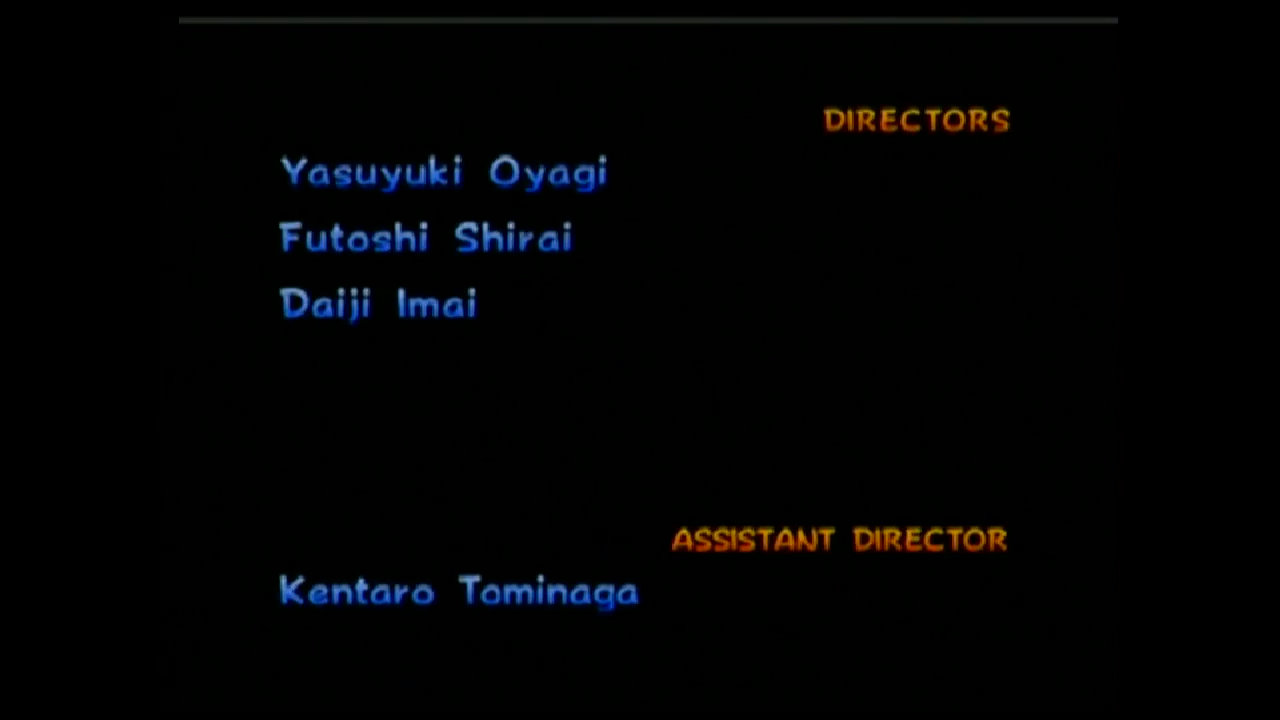 DIRECTORS
Yasuyuki Oyagi
Futoshi Shirai
Daiji Imai
ASSISTANT DIRECTOR
Kentaro Tominaga